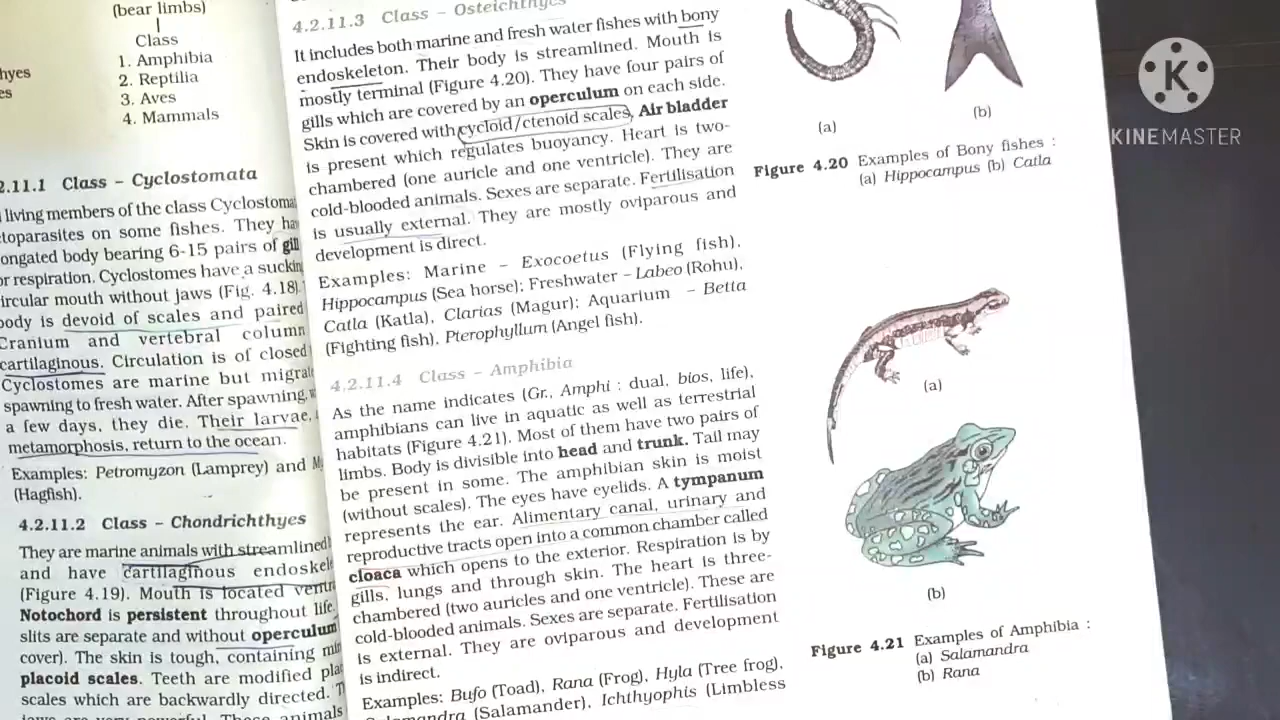 (bear limbs)
Class
1. Amphibia
2. Reptilia
3. Aves
4. Mammals
hyes
es
2.11.1 Class – Cyclostomata
living members of the class Cyclostoma
toparasites on some fishes. They ha
ongated body bearing 6-15 pairs of gill
or respiration. Cyclostomes have a suckin
ircular mouth without jaws (Fig. 4.18).
body is devoid of scales and paired
Cranium and vertebral column
cartilaginous. Circulation is of closed
Cyclostomes are marine but migrat
spawning to fresh water. After spawning,
a few days, they die. Their larvae,
metamorphosis, return to the ocean.
Examples: Petromyzon (Lamprey) and
(Hagfish).
4.2.11.2 Class – Chondrichthyes
They are marine animals with streamlined
and have cartilaginous endoskel
(Figure 4.19). Mouth is located ventr
Notochord is persistent throughout life.
slits are separate and without operculum
cover). The skin is tough, containing min
placoid scales. Teeth are modified pla
scales which are backwardly directed. T
jaws are very powerful. These animals
4.2.11.3 Class – Osteichthyes
It includes both marine and fresh water fishes with bony
endoskeleton. Their body is streamlined. Mouth is
mostly terminal (Figure 4.20). They have four pairs of
gills which are covered by an operculum on each side.
Skin is covered with cycloid/ctenoid scales. Air bladder
is present which regulates buoyancy. Heart is two-
chambered (one auricle and one ventricle). They are
cold-blooded animals. Sexes are separate. Fertilisation
is usually external. They are mostly oviparous and
development is direct.
Examples: Marine – Exocoetus (Flying fish),
Hippocampus (Sea horse); Freshwater – Labeo (Rohu),
Catla (Katla), Clarias (Magur); Aquarium – Betta
(Fighting fish), Pterophyllum (Angel fish).
4.2.11.4 Class – Amphibia
As the name indicates (Gr., Amphi : dual, bios, life),
amphibians can live in aquatic as well as terrestrial
habitats (Figure 4.21). Most of them have two pairs of
limbs. Body is divisible into head and trunk. Tail may
be present in some. The amphibian skin is moist
(without scales). The eyes have eyelids. A tympanum
represents the ear. Alimentary canal, urinary and
reproductive tracts open into a common chamber called
cloaca which opens to the exterior. Respiration is by
gills, lungs and through skin. The heart is three-
chambered (two auricles and one ventricle). These are
cold-blooded animals. Sexes are separate. Fertilisation
is external. They are oviparous and development
is indirect.
Examples: Bufo (Toad), Rana (Frog), Hyla (Tree frog),
Salamandra (Salamander), Ichthyophis (Limbless
(a)
(b)
Figure 4.20 Examples of Bony fishes :
(a) Hippocampus (b) Catla
(a)
(b)
Figure 4.21 Examples of Amphibia :
(a) Salamandra
(b) Rana
K
KINEMASTER